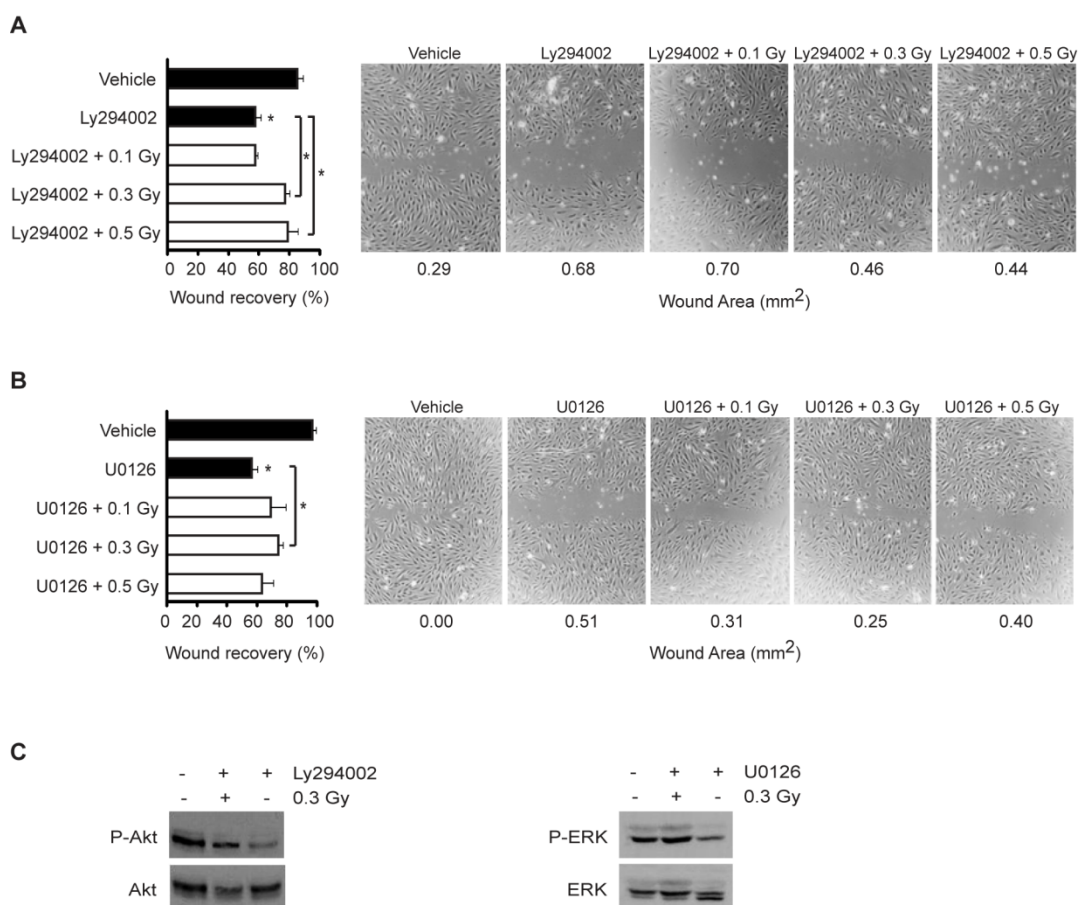 A
Vehicle
Ly294002
Ly294002 + 0.1 Gy
Ly294002 + 0.3 Gy
Ly294002 + 0.5 Gy
*
*
*
0 20 40 60 80 100
Wound recovery (%)
Vehicle Ly294002 Ly294002 + 0.1 Gy Ly294002 + 0.3 Gy Ly294002 + 0.5 Gy
0.29 0.68 0.70 0.46 0.44
Wound Area (mm²)
B
Vehicle
U0126
U0126 + 0.1 Gy
U0126 + 0.3 Gy
U0126 + 0.5 Gy
*
*
0 20 40 60 80 100
Wound recovery (%)
Vehicle U0126 U0126 + 0.1 Gy U0126 + 0.3 Gy U0126 + 0.5 Gy
0.00 0.51 0.31 0.25 0.40
Wound Area (mm²)
C
- + + Ly294002
- + - 0.3 Gy
P-Akt
Akt
- + + U0126
- + - 0.3 Gy
P-ERK
ERK